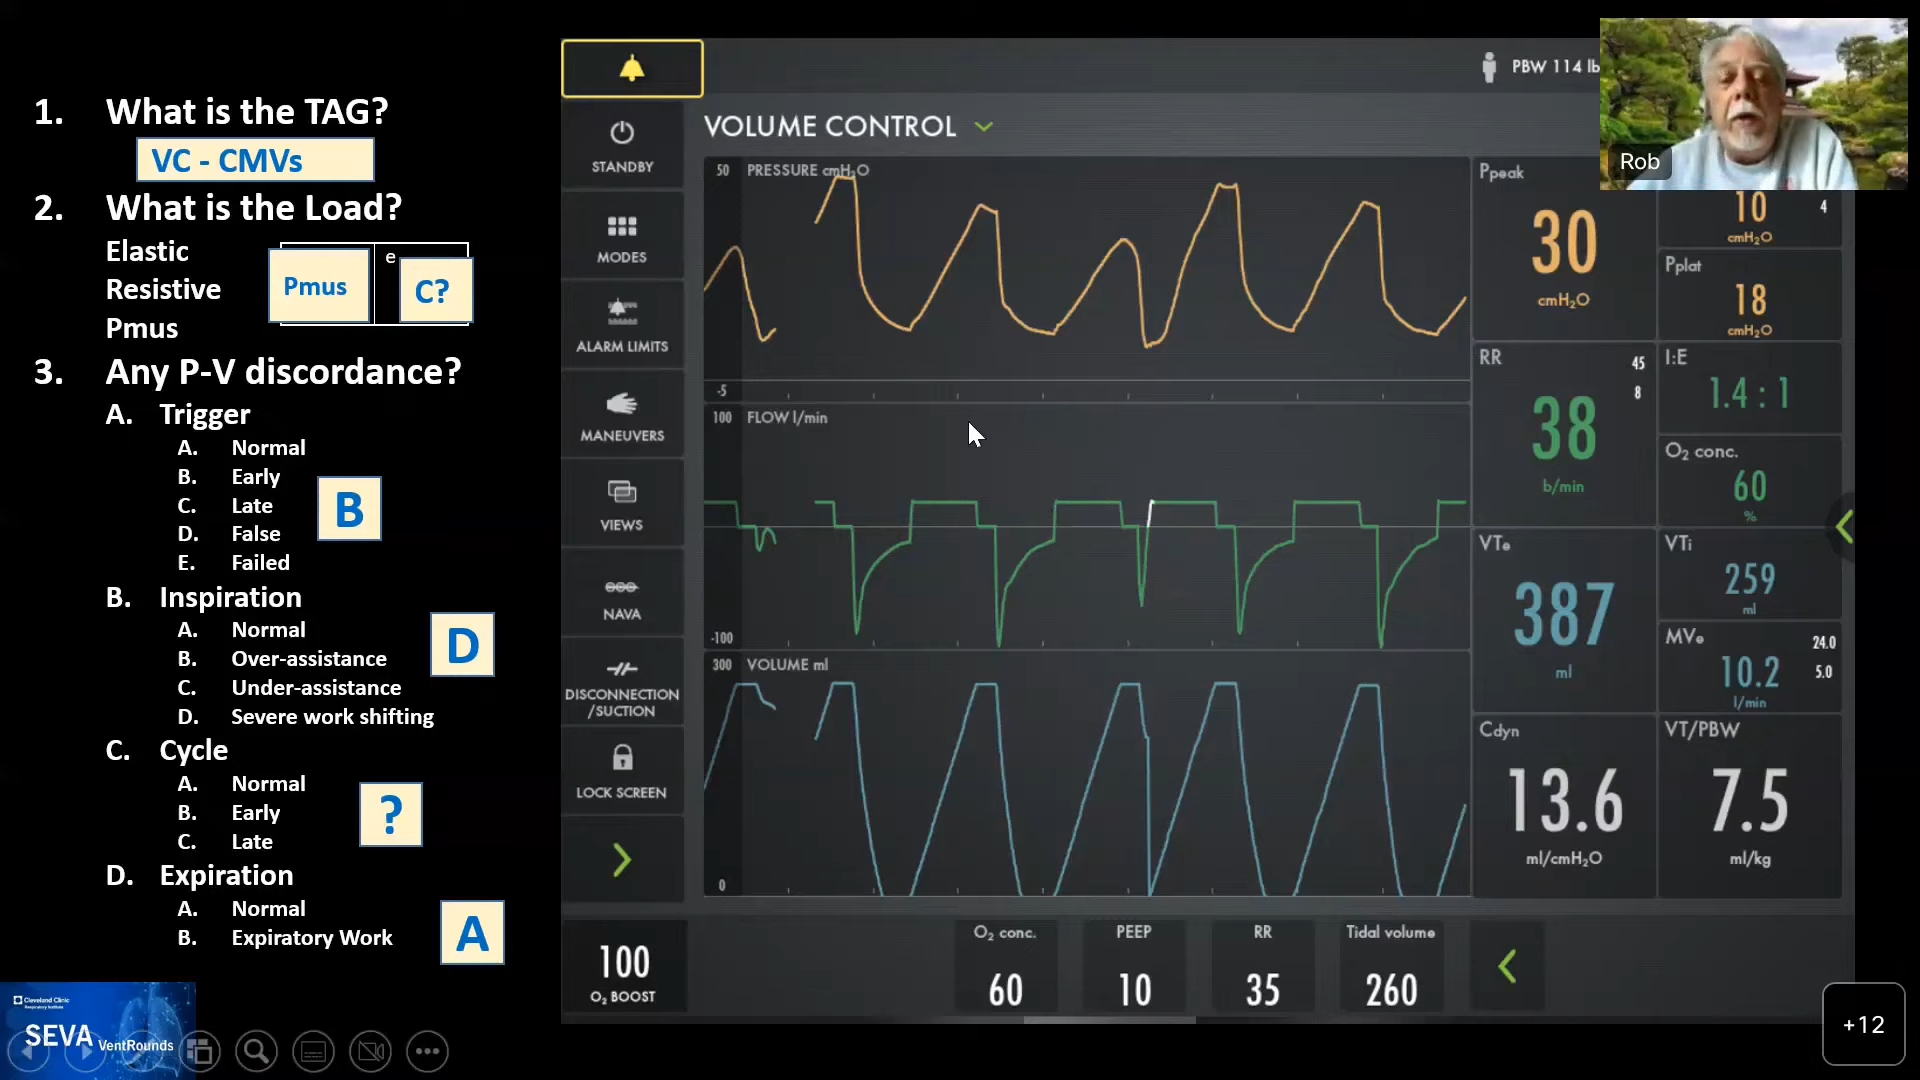 1. What is the TAG?
VC - CMVs
2. What is the Load?
Elastic
Resistive
Pmus
Pmus
e
C?
3. Any P-V discordance?
A. Trigger
A. Normal
B. Early
C. Late
D. False
E. Failed
B
B. Inspiration
A. Normal
B. Over-assistance
C. Under-assistance
D. Severe work shifting
D
C. Cycle
A. Normal
B. Early
C. Late
?
D. Expiration
A. Normal
B. Expiratory Work
A
Cleveland Clinic
Respiratory Institute
SEVA VentRounds
PBW 114 lb
Rob
VOLUME CONTROL
STANDBY
MODES
ALARM LIMITS
MANEUVERS
VIEWS
NAVA
DISCONNECTION
/SUCTION
LOCK SCREEN
50 PRESSURE cmH2O
-5
100 FLOW l/min
-100
300 VOLUME ml
0
Ppeak
30
cmH2O
10 4
cmH2O
Pplat
18
cmH2O
RR 45
8
38
b/min
I:E
1.4 : 1
O2 conc.
60
%
VTe
387
ml
VTi
259
ml
MVe 24.0
10.2 5.0
l/min
Cdyn
13.6
ml/cmH2O
VT/PBW
7.5
ml/kg
100
O2 BOOST
O2 conc.
60
PEEP
10
RR
35
Tidal volume
260
+12